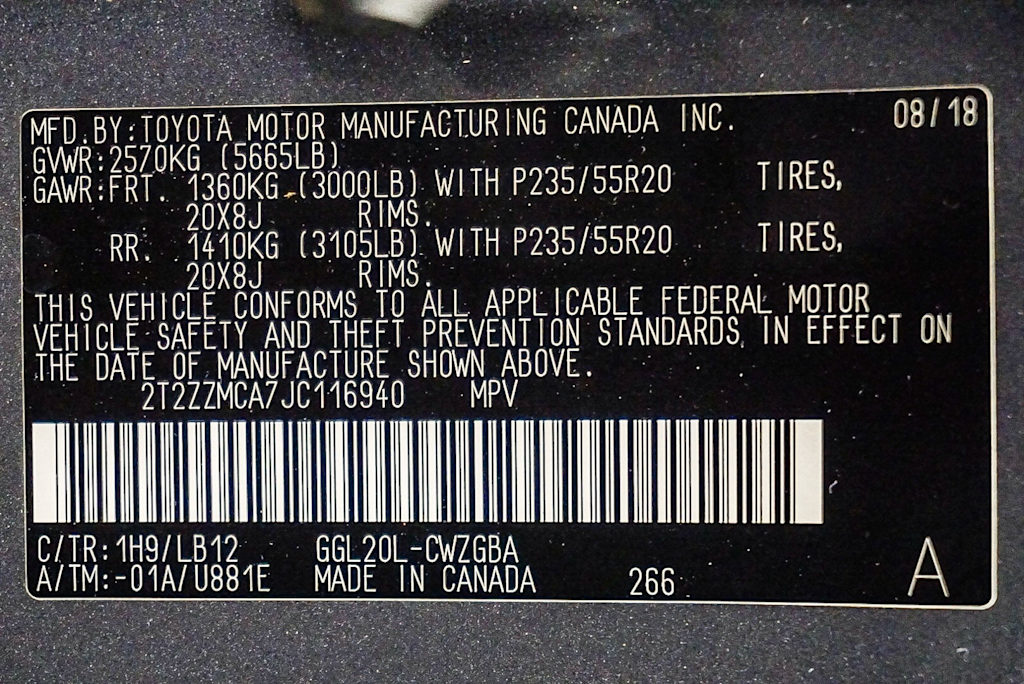 MFD.BY:TOYOTA MOTOR MANUFACTURING CANADA INC. 08/18
GVWR:2570KG (5665LB)
GAWR:FRT. 1360KG (3000LB) WITH P235/55R20 TIRES,
20X8J RIMS.
RR. 1410KG (3105LB) WITH P235/55R20 TIRES,
20X8J RIMS.
THIS VEHICLE CONFORMS TO ALL APPLICABLE FEDERAL MOTOR
VEHICLE SAFETY AND THEFT PREVENTION STANDARDS IN EFFECT ON
THE DATE OF MANUFACTURE SHOWN ABOVE.
2T2ZZMCA7JC116940 MPV
C/TR:1H9/LB12 GGL20L-CWZGBA
A/TM:-01A/U881E MADE IN CANADA 266 A